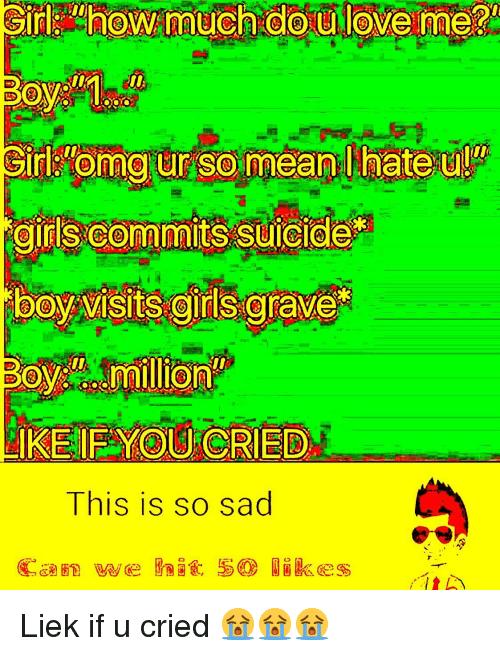 Girl: "how much do u love me?"
Boy:"1...."
Girl:"omg ur so mean I hate u!"
*girls commits suicide*
*boy visits girls grave*
Boy:"...million"
LIKE IF YOU CRIED
This is so sad
Can we hit 50 likes
Liek if u cried 😭😭😭